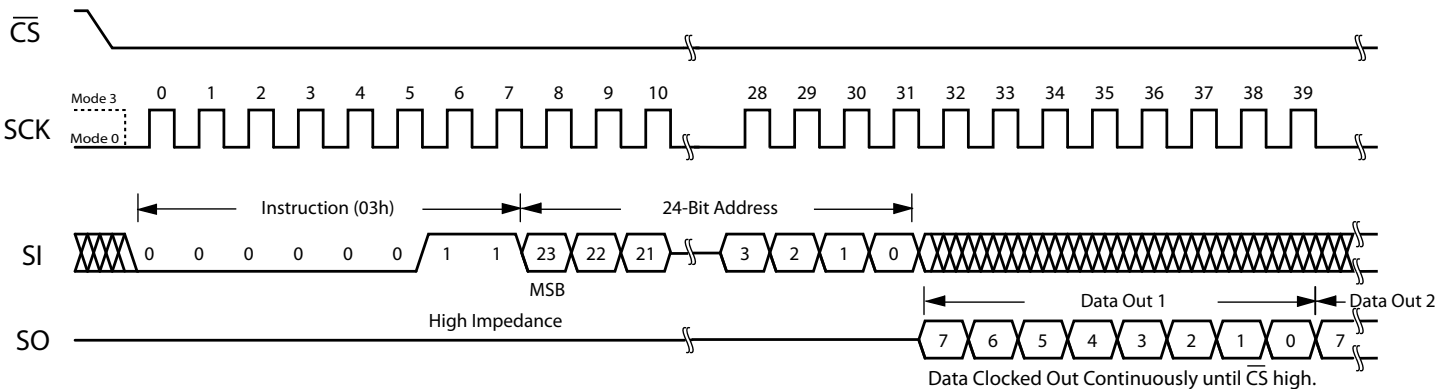 CS
Mode 3
0 1 2 3 4 5 6 7 8 9 10 28 29 30 31 32 33 34 35 36 37 38 39
SCK
Mode 0
Instruction (03h) 24-Bit Address
SI 0 0 0 0 0 0 1 1 23 22 21 3 2 1 0
MSB
Data Out 1 Data Out 2
High Impedance
SO 7 6 5 4 3 2 1 0 7
Data Clocked Out Continuously until CS high.